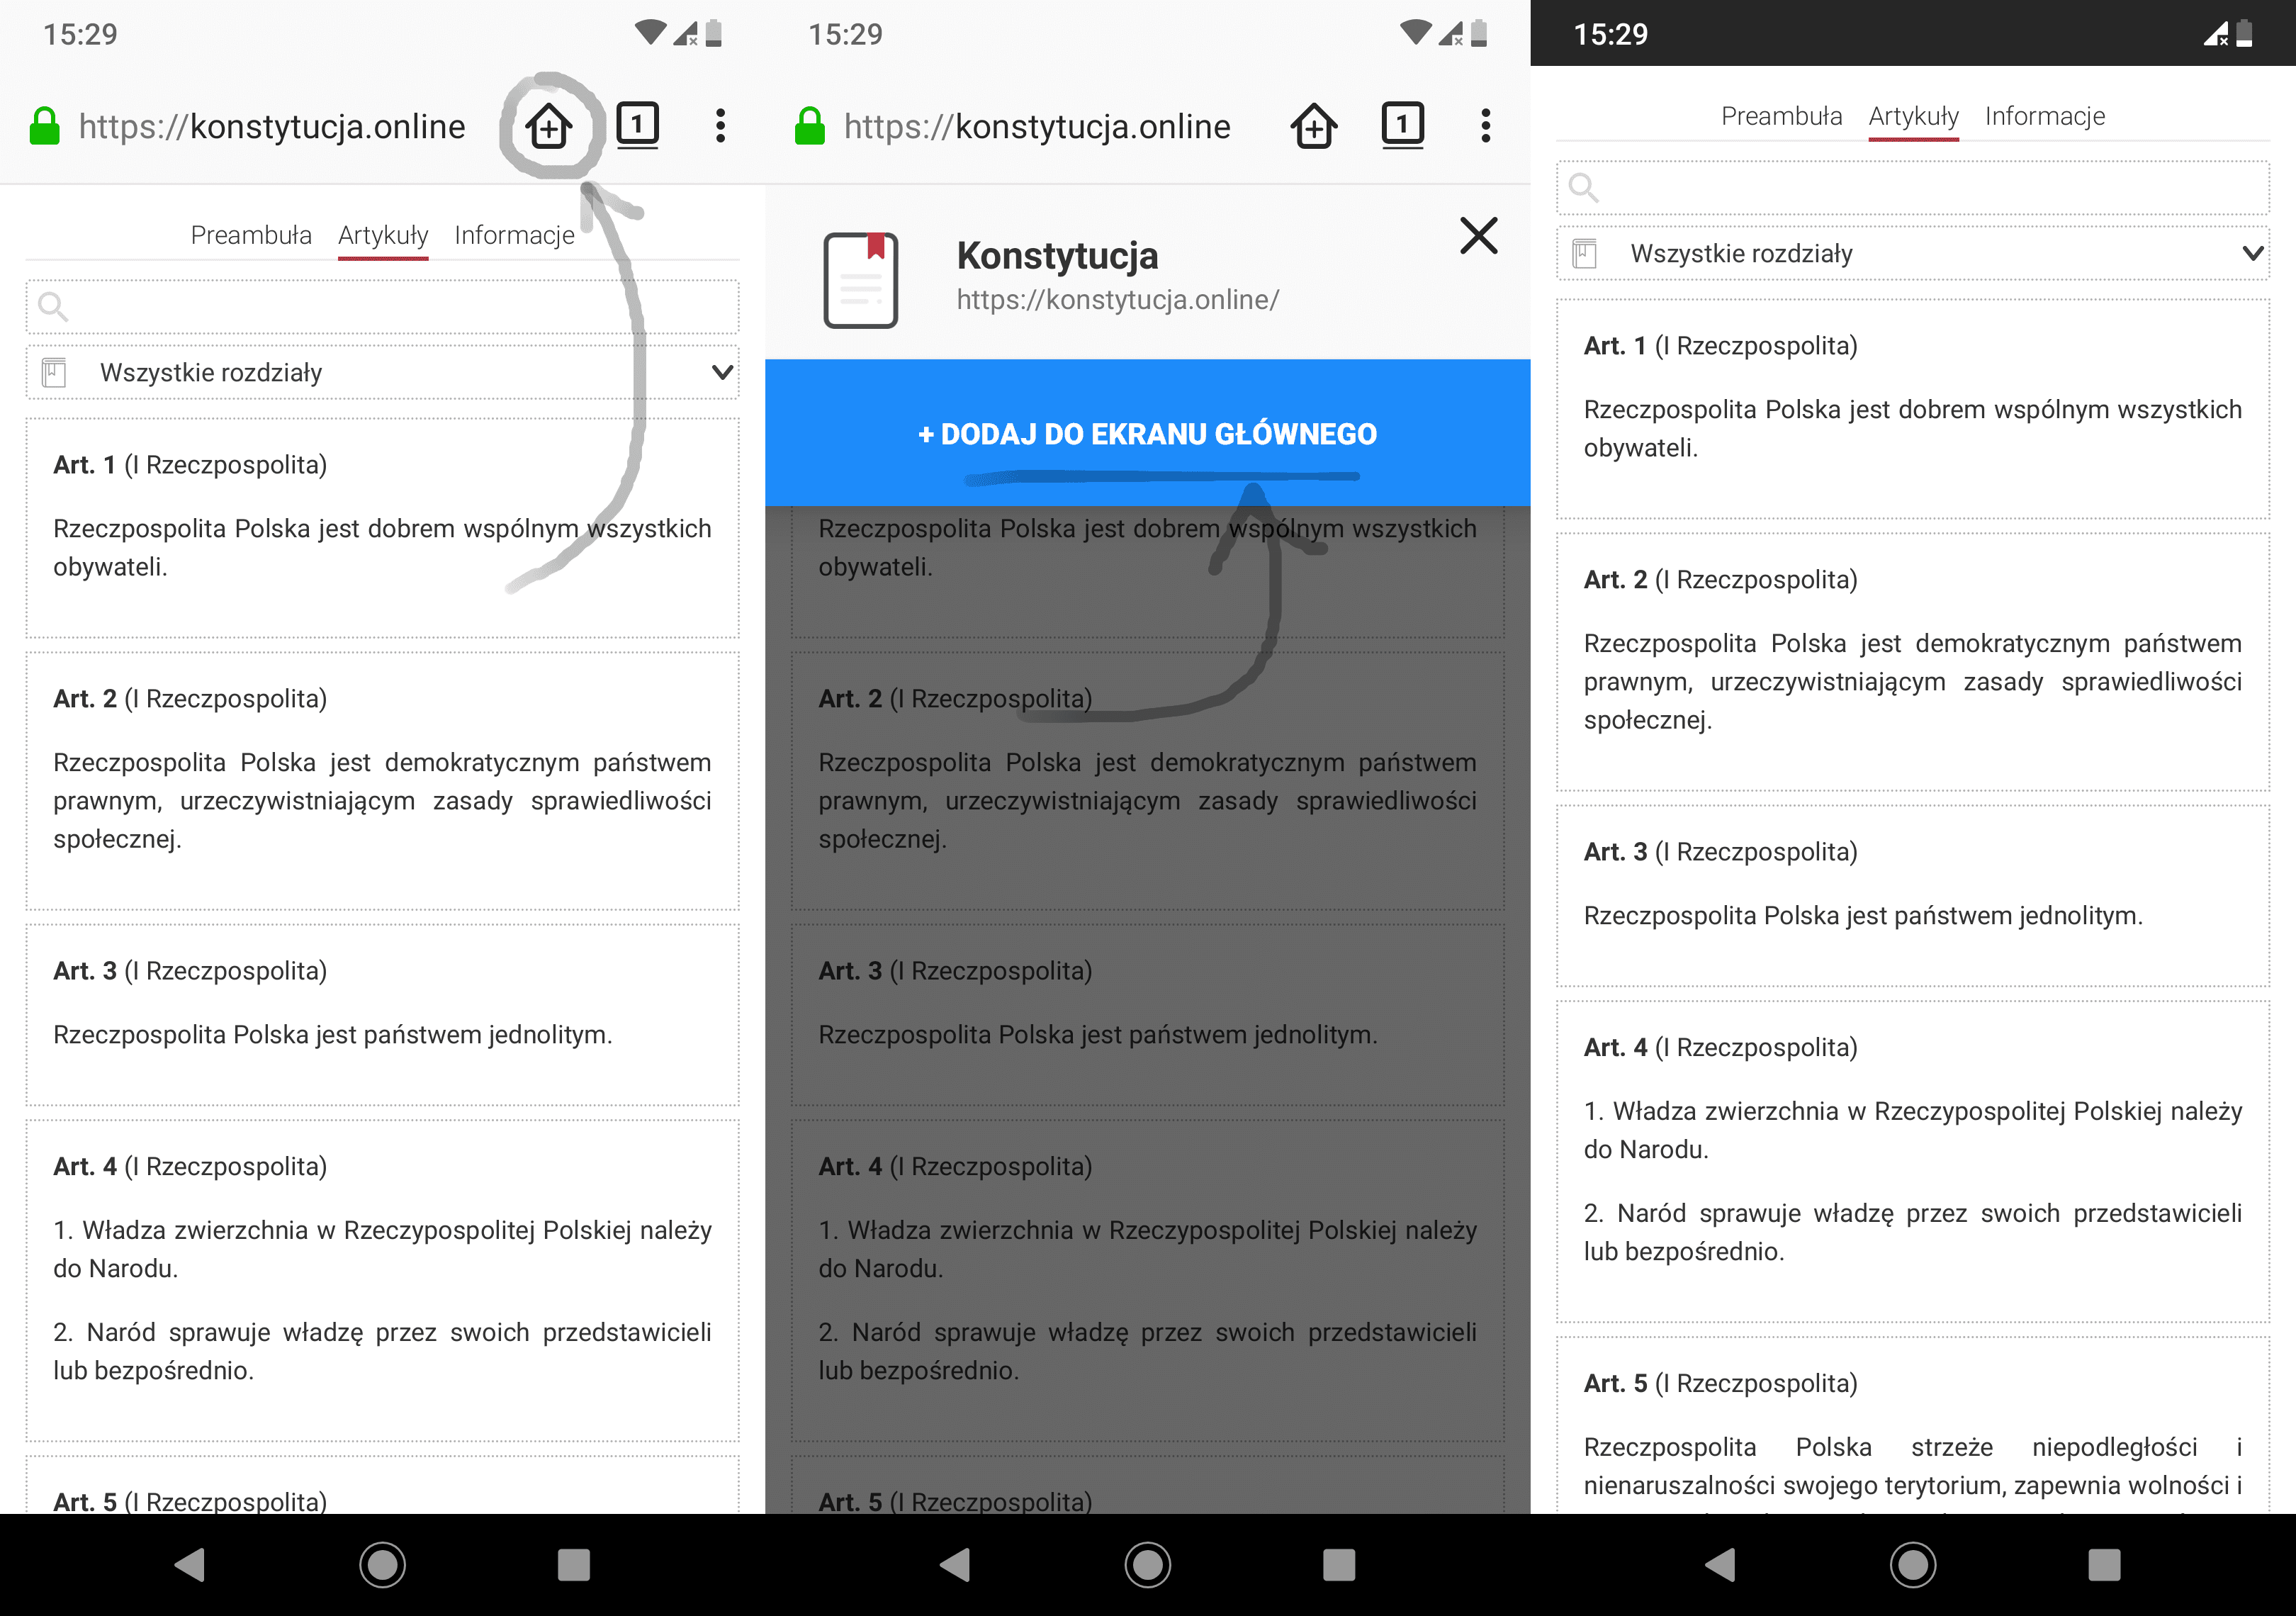 15:29
https://konstytucja.online
1
Preambuła Artykuły Informacje
Wszystkie rozdziały
Art. 1 (I Rzeczpospolita)
Rzeczpospolita Polska jest dobrem wspólnym wszystkich
obywateli.
Art. 2 (I Rzeczpospolita)
Rzeczpospolita Polska jest demokratycznym państwem
prawnym, urzeczywistniającym zasady sprawiedliwości
społecznej.
Art. 3 (I Rzeczpospolita)
Rzeczpospolita Polska jest państwem jednolitym.
Art. 4 (I Rzeczpospolita)
1. Władza zwierzchnia w Rzeczypospolitej Polskiej należy
do Narodu.
2. Naród sprawuje władzę przez swoich przedstawicieli
lub bezpośrednio.
Art. 5 (I Rzeczpospolita)
15:29
https://konstytucja.online
1
Konstytucja
https://konstytucja.online/
+ DODAJ DO EKRANU GŁÓWNEGO
Rzeczpospolita Polska jest dobrem wspólnym wszystkich
obywateli.
Art. 2 (I Rzeczpospolita)
Rzeczpospolita Polska jest demokratycznym państwem
prawnym, urzeczywistniającym zasady sprawiedliwości
społecznej.
Art. 3 (I Rzeczpospolita)
Rzeczpospolita Polska jest państwem jednolitym.
Art. 4 (I Rzeczpospolita)
1. Władza zwierzchnia w Rzeczypospolitej Polskiej należy
do Narodu.
2. Naród sprawuje władzę przez swoich przedstawicieli
lub bezpośrednio.
Art. 5 (I Rzeczpospolita)
15:29
Preambuła Artykuły Informacje
Wszystkie rozdziały
Art. 1 (I Rzeczpospolita)
Rzeczpospolita Polska jest dobrem wspólnym wszystkich
obywateli.
Art. 2 (I Rzeczpospolita)
Rzeczpospolita Polska jest demokratycznym państwem
prawnym, urzeczywistniającym zasady sprawiedliwości
społecznej.
Art. 3 (I Rzeczpospolita)
Rzeczpospolita Polska jest państwem jednolitym.
Art. 4 (I Rzeczpospolita)
1. Władza zwierzchnia w Rzeczypospolitej Polskiej należy
do Narodu.
2. Naród sprawuje władzę przez swoich przedstawicieli
lub bezpośrednio.
Art. 5 (I Rzeczpospolita)
Rzeczpospolita Polska strzeże niepodległości i
nienaruszalności swojego terytorium, zapewnia wolności i